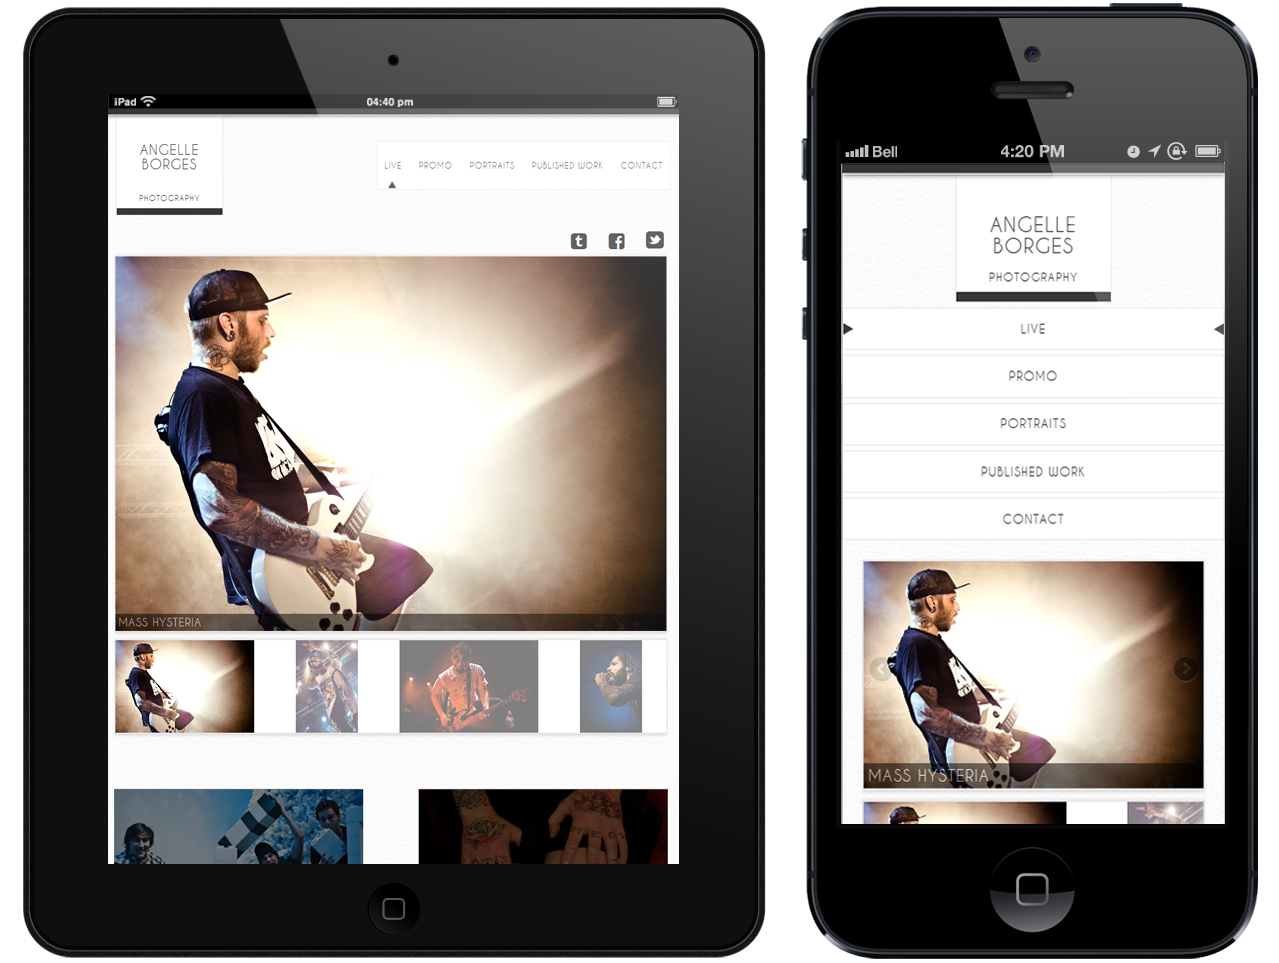 iPad 04:40 pm
ANGELLE
BORGES
PHOTOGRAPHY
LIVE PROMO PORTRAITS PUBLISHED WORK CONTACT
MASS HYSTERIA
Bell 4:20 PM
ANGELLE
BORGES
PHOTOGRAPHY
LIVE
PROMO
PORTRAITS
PUBLISHED WORK
CONTACT
MASS HYSTERIA